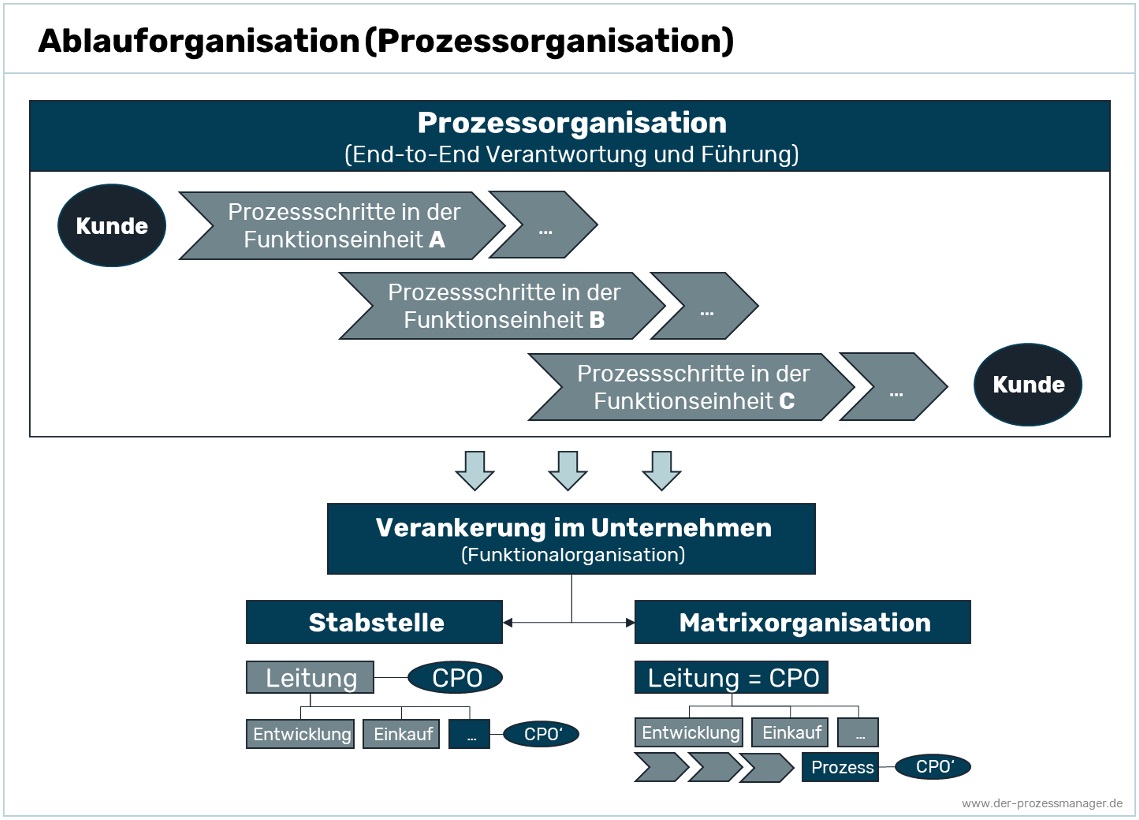 Ablauforganisation (Prozessorganisation)
Prozessorganisation
(End-to-End Verantwortung und Führung)
Kunde
Prozessschritte in der
Funktionseinheit A
...
Prozessschritte in der
Funktionseinheit B
...
Prozessschritte in der
Funktionseinheit C
...
Kunde
Verankerung im Unternehmen
(Funktionalorganisation)
Stabstelle
Matrixorganisation
Leitung
CPO
Leitung = CPO
Entwicklung
Einkauf
...
CPO‘
Entwicklung
Einkauf
...
Prozess
CPO‘
www.der-prozessmanager.de